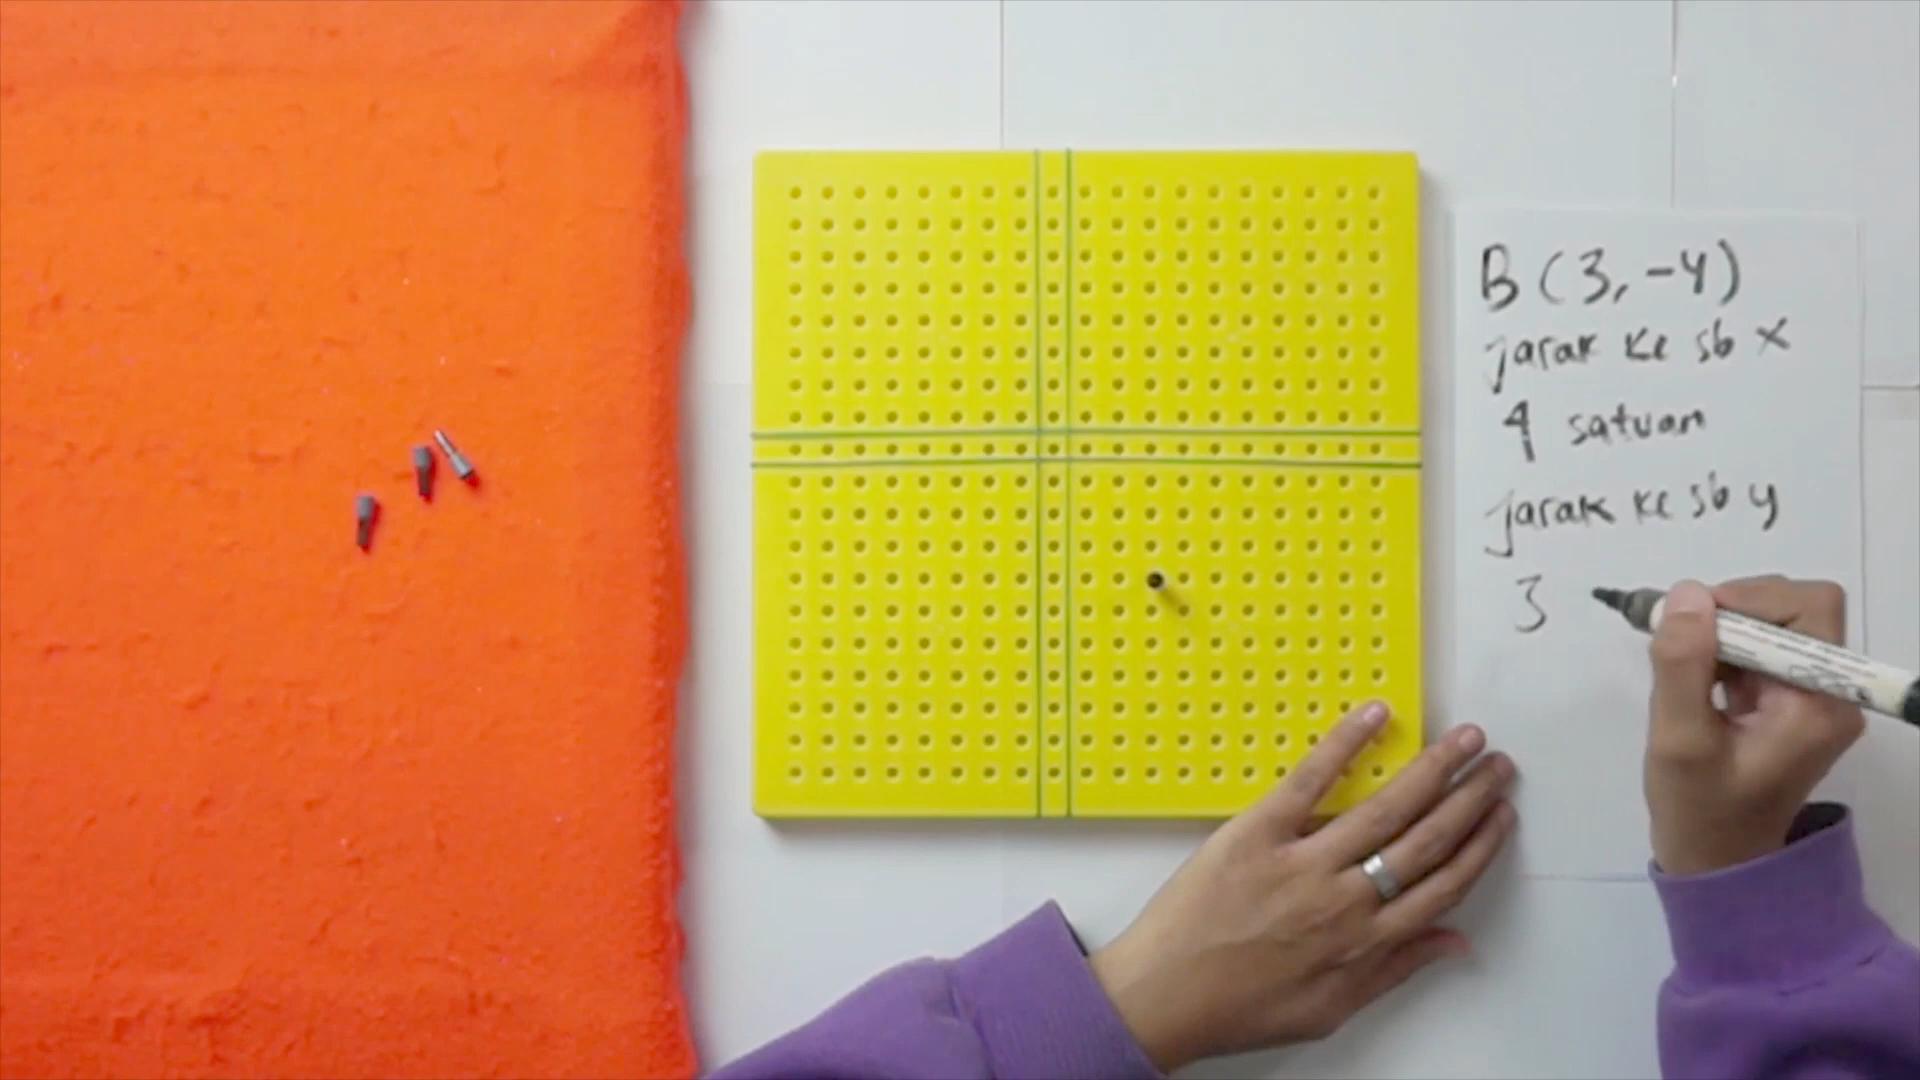 B (3, -4)
jarak ke sb x
4 satuan
jarak ke sb y
3